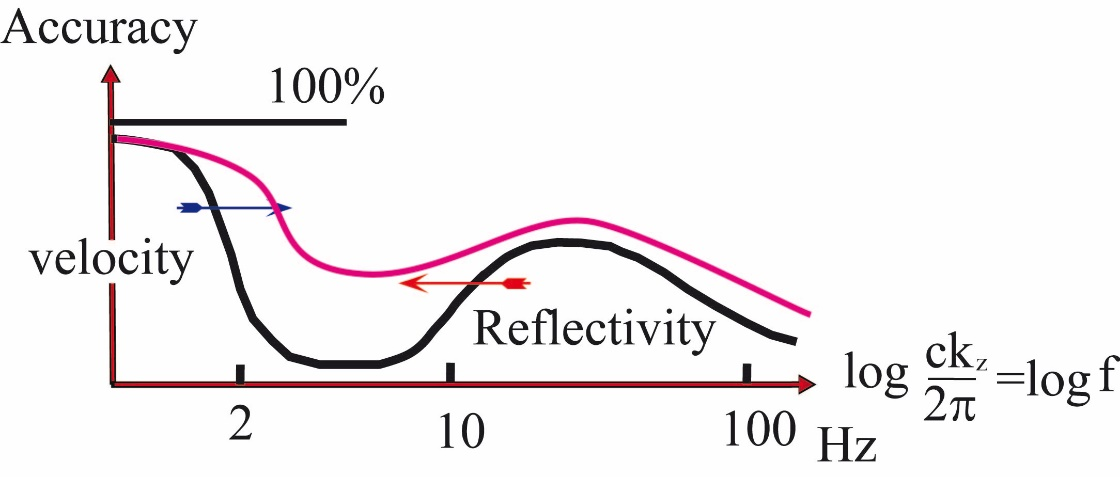 Accuracy
100%
velocity
Reflectivity
2
10
100
Hz
log ck_z/2π =log f